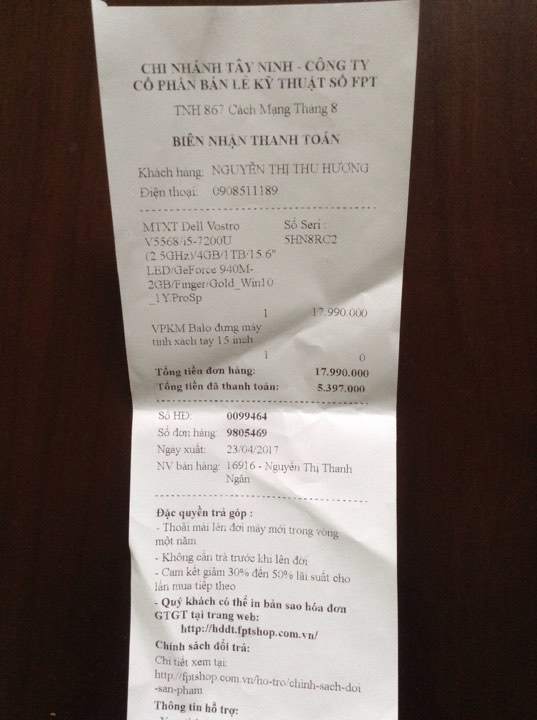 CHI NHÁNH TÂY NINH - CÔNG TY
CỔ PHẦN BÁN LẺ KỸ THUẬT SỐ FPT
TNH 867 Cách Mạng Tháng 8
BIÊN NHẬN THANH TOÁN
Khách hàng: NGUYỄN THỊ THU HƯƠNG
Điện thoại: 0908511189
MTXT Dell Vostro Số Seri :
V5568/i5-7200U 5HN8RC2
(2.5GHz)/4GB/1TB/15.6"
LED/GeForce 940M-
2GB/Finger/Gold_Win10
_1Y.ProSp
1 17.990.000
VPKM Balo đựng máy
tính xách tay 15 inch
1 0
Tổng tiền đơn hàng: 17.990.000
Tổng tiền đã thanh toán: 5.397.000
Số HĐ: 0099464
Số đơn hàng: 9805469
Ngày xuất: 23/04/2017
NV bán hàng: 16916 - Nguyễn Thị Thanh
Ngân
Đặc quyền trả góp :
- Thoải mái lên đời máy mới trong vòng
một năm
- Không cần trả trước khi lên đời
- Cam kết giảm 30% đến 50% lãi suất cho
lần mua tiếp theo
- Quý khách có thể in bản sao hóa đơn
GTGT tại trang web:
http://hddt.fptshop.com.vn/
Chính sách đổi trả:
Chi tiết xem tại:
http://fptshop.com.vn/ho-tro/chinh-sach-doi
-san-pham
Thông tin hỗ trợ: